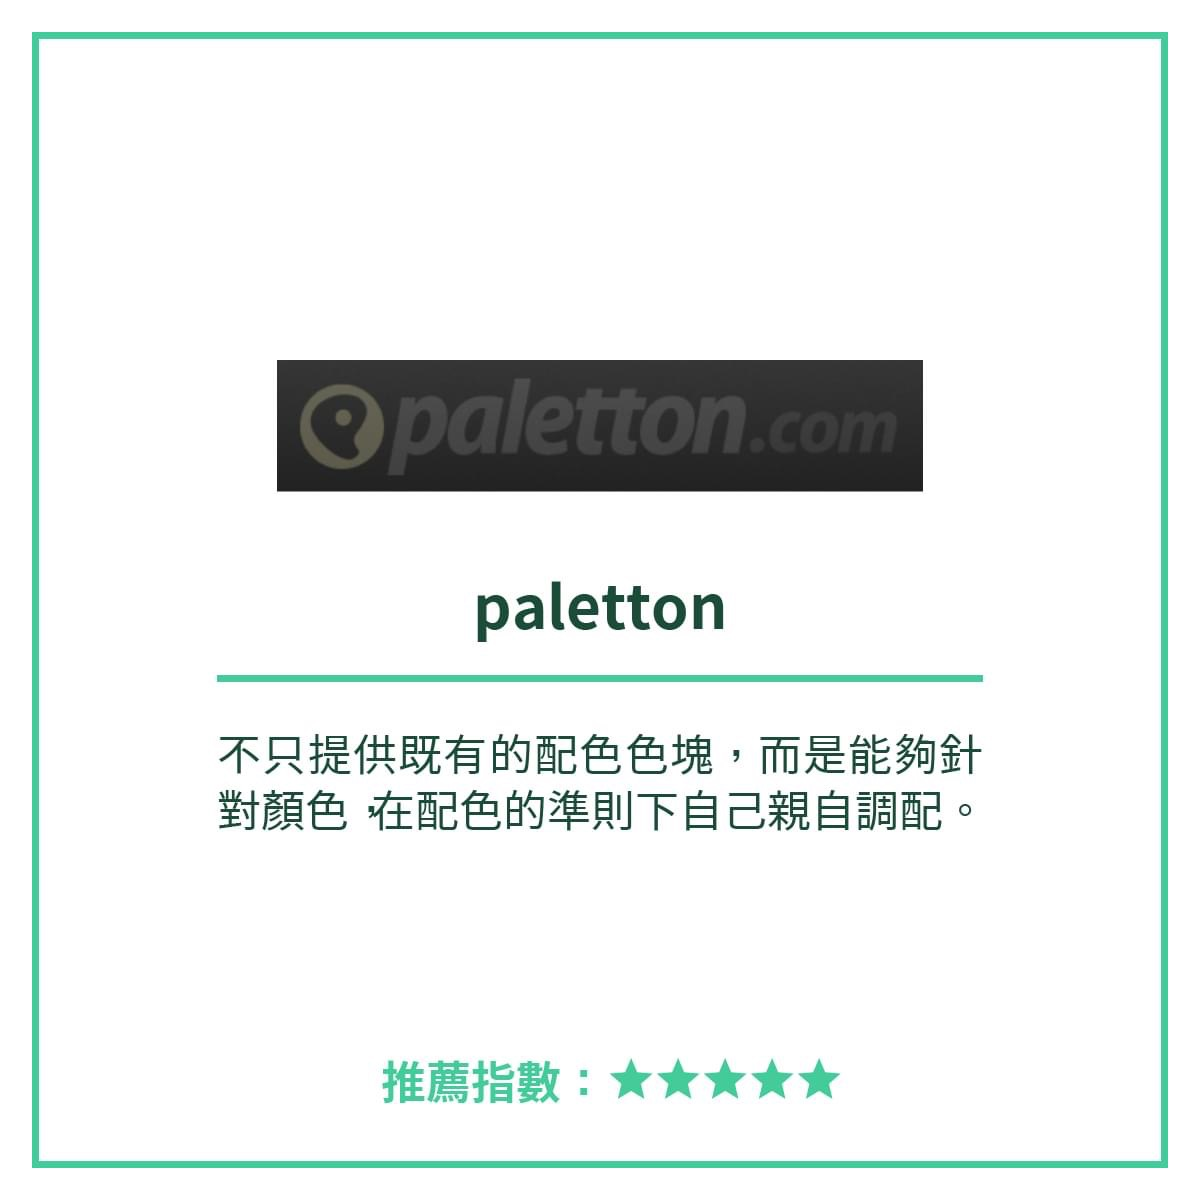 paletton.com
paletton
不只提供既有的配色色塊，而是能夠針
對顏色，在配色的準則下自己親自調配。
推薦指數：★★★★★